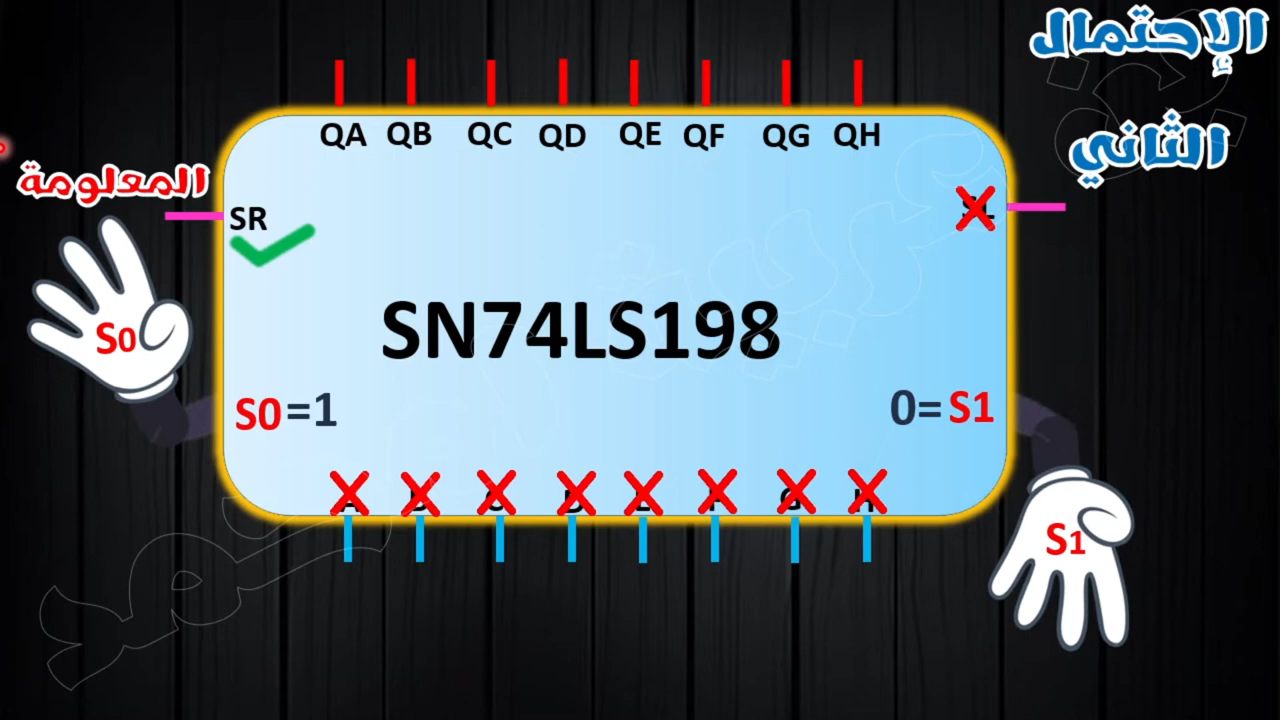 الإحتمال
الثاني
QA QB QC QD QE QF QG QH
المعلومة
SR
SN74LS198
S0
S0=1
0=S1
S1